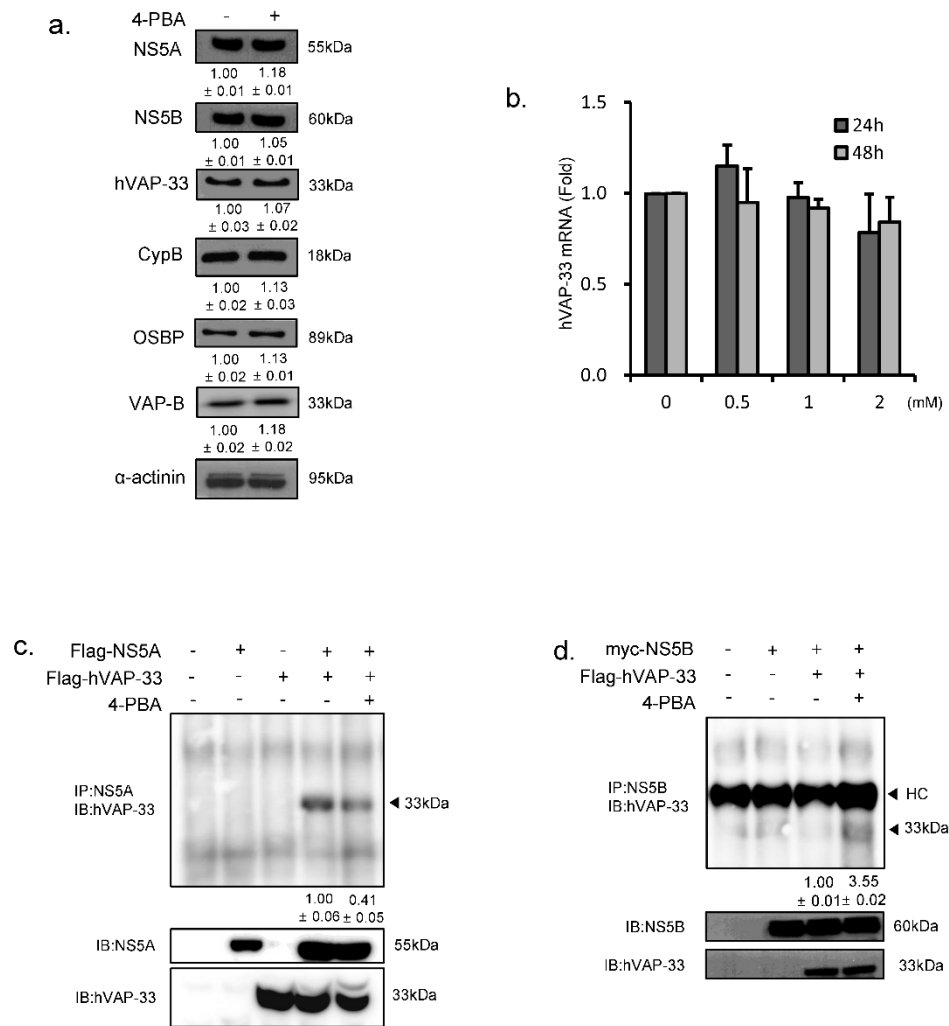 a.
4-PBA - +
NS5A 55kDa
1.00 1.18
± 0.01 ± 0.01
NS5B 60kDa
1.00 1.05
± 0.01 ± 0.01
hVAP-33 33kDa
1.00 1.07
± 0.03 ± 0.02
CypB 18kDa
1.00 1.13
± 0.02 ± 0.03
OSBP 89kDa
1.00 1.13
± 0.02 ± 0.01
VAP-B 33kDa
1.00 1.18
± 0.02 ± 0.02
α-actinin 95kDa
b.
hVAP-33 mRNA (Fold)
1.5
1.0
0.5
0.0
24h
48h
0 0.5 1 2 (mM)
c.
Flag-NS5A - + - + +
Flag-hVAP-33 - - + + +
4-PBA - - - - +
IP:NS5A
IB:hVAP-33
33kDa
1.00 0.41
± 0.06 ± 0.05
IB:NS5A 55kDa
IB:hVAP-33 33kDa
d.
myc-NS5B - + + +
Flag-hVAP-33 - - + +
4-PBA - - - +
IP:NS5B
IB:hVAP-33
HC
33kDa
1.00 3.55
± 0.01 ± 0.02
IB:NS5B 60kDa
IB:hVAP-33 33kDa